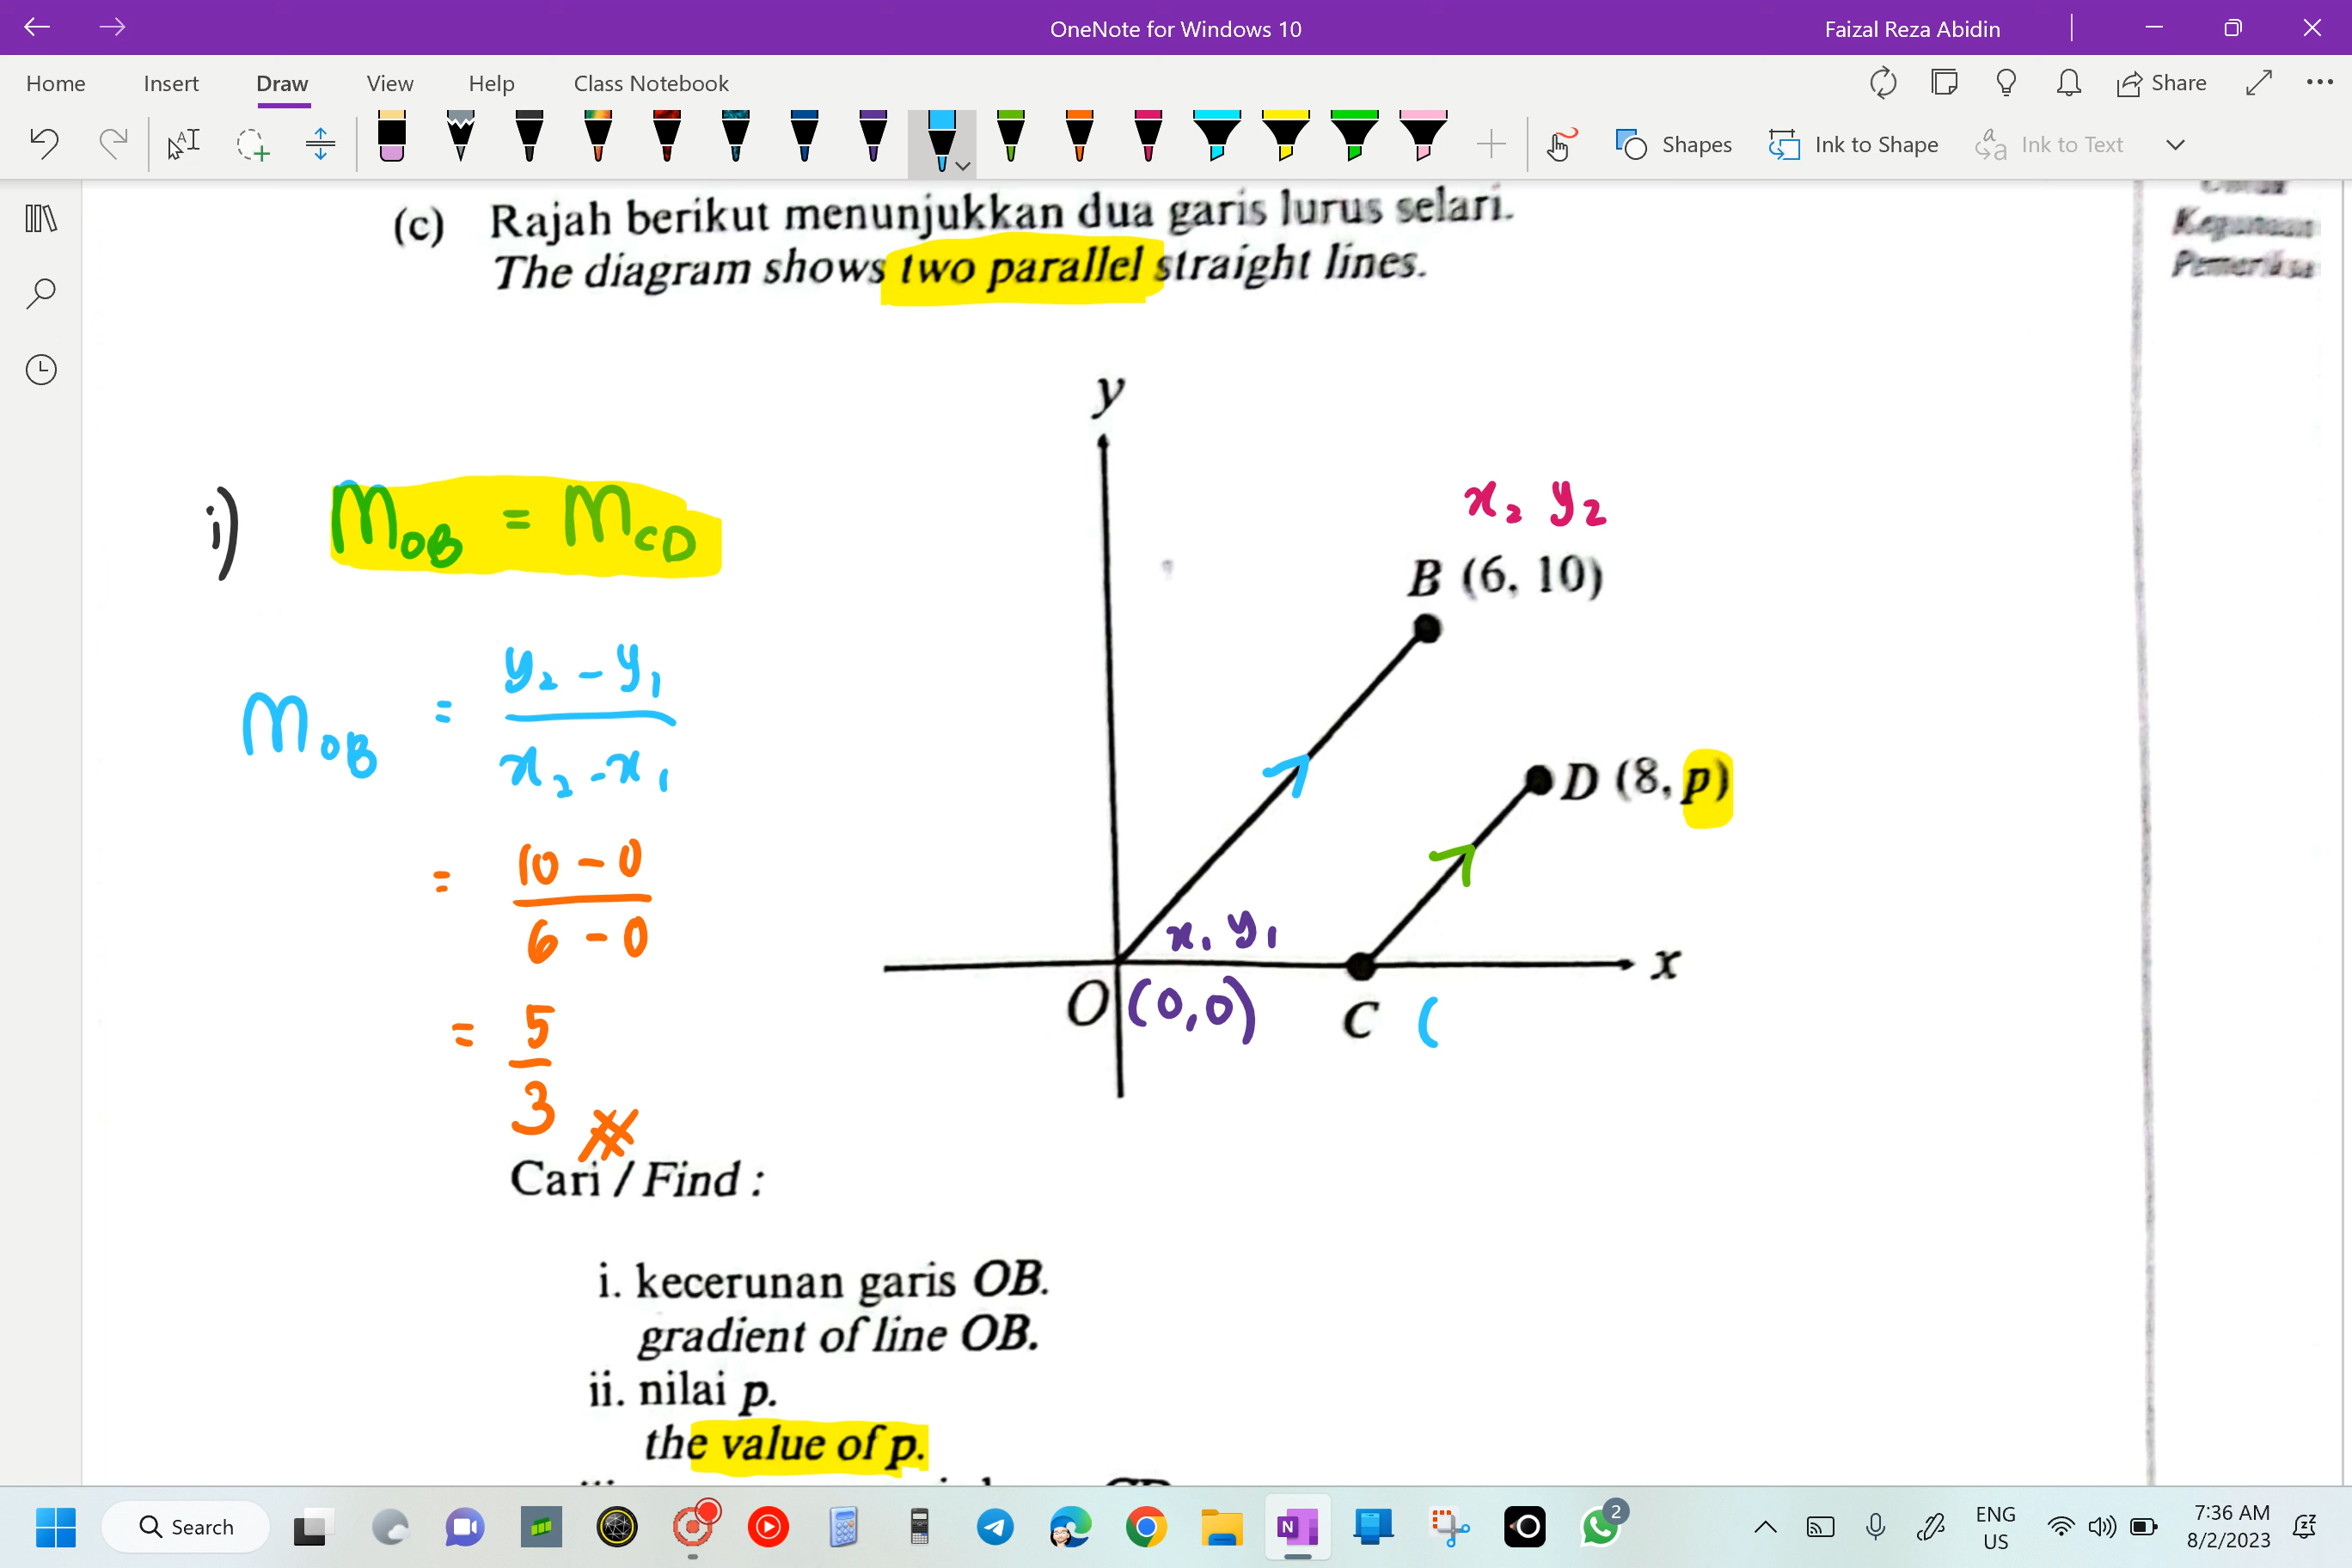 OneNote for Windows 10
Faizal Reza Abidin
Home Insert Draw View Help Class Notebook
Share
Shapes Ink to Shape Ink to Text
(c) Rajah berikut menunjukkan dua garis lurus selari.
The diagram shows two parallel straight lines.
Kegunaan
Pemeriksa
y
i) M_OB = M_CD
x₂ y₂
B (6, 10)
M_OB = y₂ - y₁
x₂ - x₁
D (8, p)
= 10 - 0
6 - 0
x₁ y₁
x
O (0,0)
C (
= 5
3 #
Cari / Find :
i. kecerunan garis OB.
gradient of line OB.
ii. nilai p.
the value of p.
Search
2
ENG
US
7:36 AM
8/2/2023